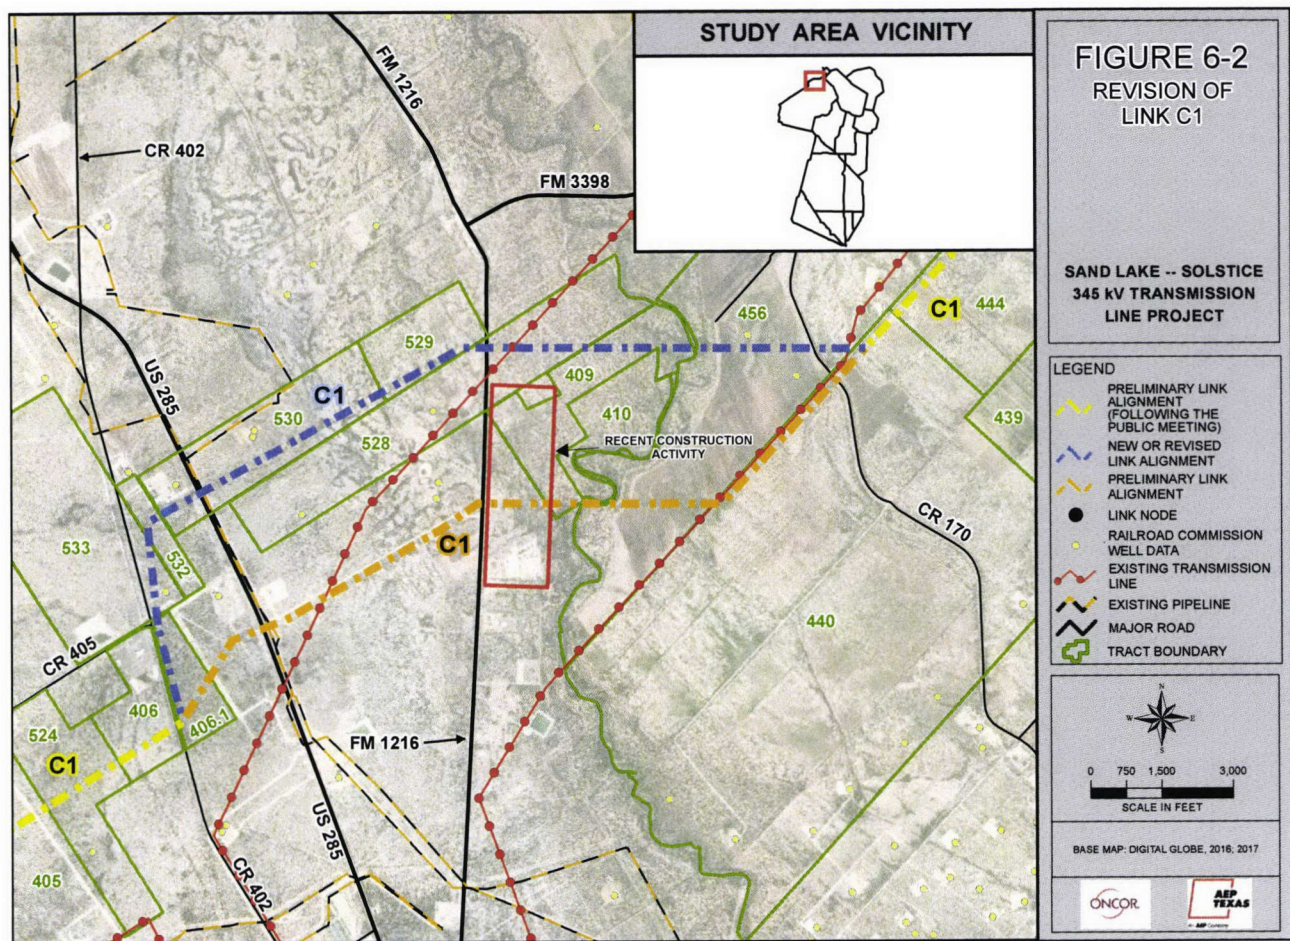 STUDY AREA VICINITY
FIGURE 6-2
REVISION OF
LINK C1
SAND LAKE -- SOLSTICE
345 kV TRANSMISSION
LINE PROJECT
LEGEND
PRELIMINARY LINK
ALIGNMENT
(FOLLOWING THE
PUBLIC MEETING)
NEW OR REVISED
LINK ALIGNMENT
PRELIMINARY LINK
ALIGNMENT
LINK NODE
RAILROAD COMMISSION
WELL DATA
EXISTING TRANSMISSION
LINE
EXISTING PIPELINE
MAJOR ROAD
TRACT BOUNDARY
N
W
E
S
0 750 1,500 3,000
SCALE IN FEET
BASE MAP: DIGITAL GLOBE, 2016; 2017
ONCOR
AEP
TEXAS
An AEP Company
FM 1216
CR 402
FM 3398
C1
444
456
529
US 285
C1
409
530
410
439
528
RECENT CONSTRUCTION
ACTIVITY
CR 170
533
C1
532
440
CR 405
406
406.1
524
FM 1216
C1
US 285
405
CR 402